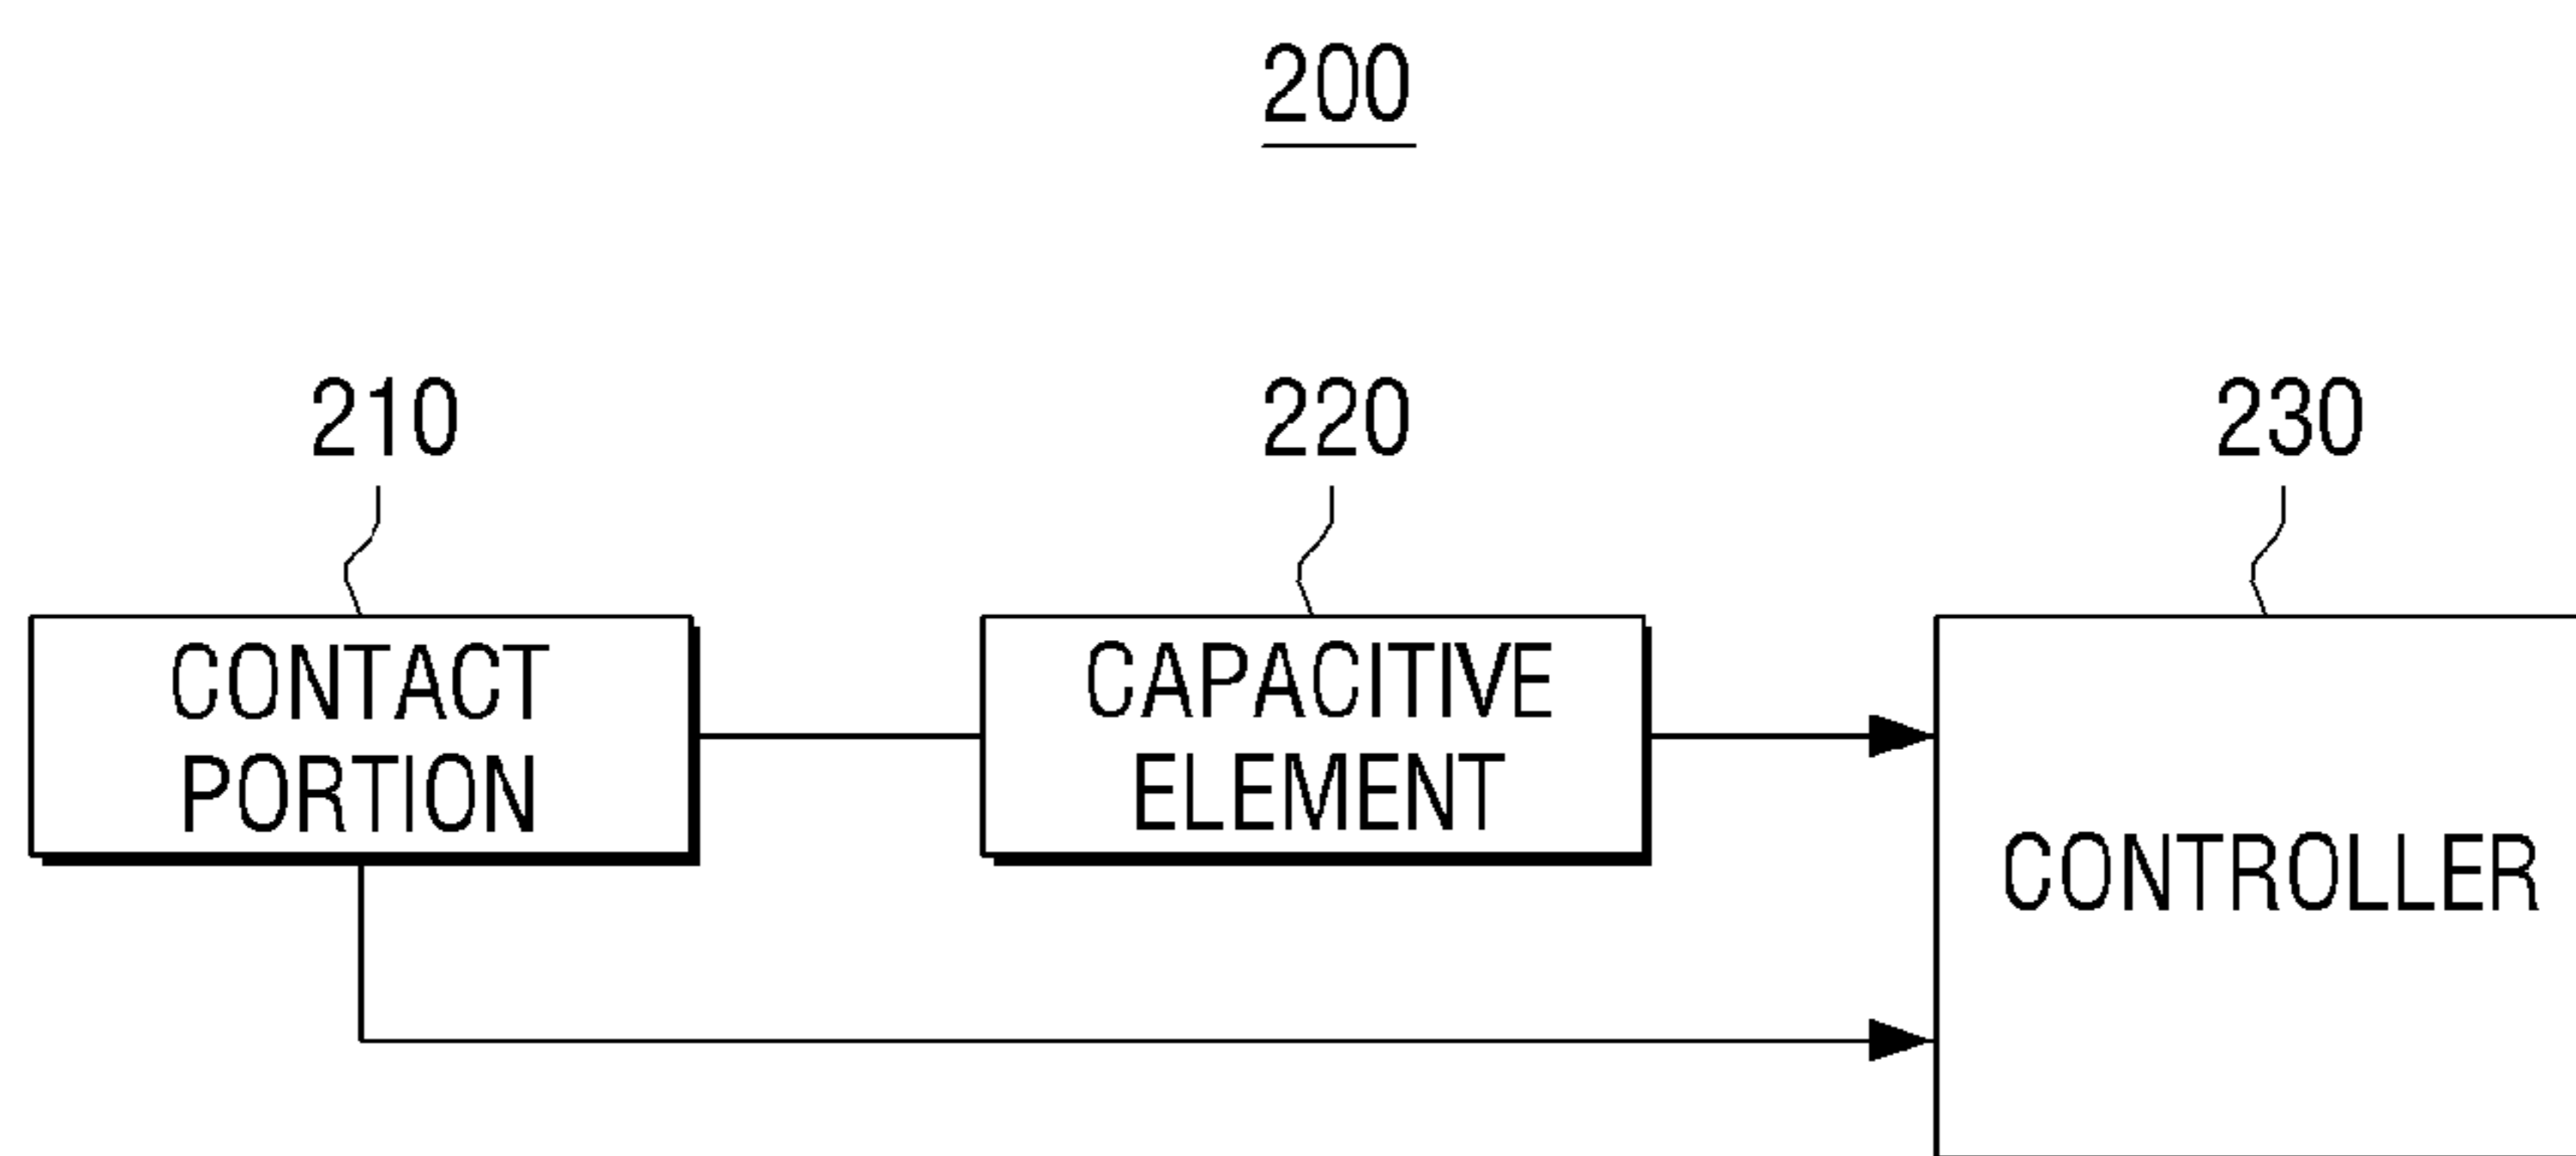 200
210
220
230
CONTACT
PORTION
CAPACITIVE
ELEMENT
CONTROLLER